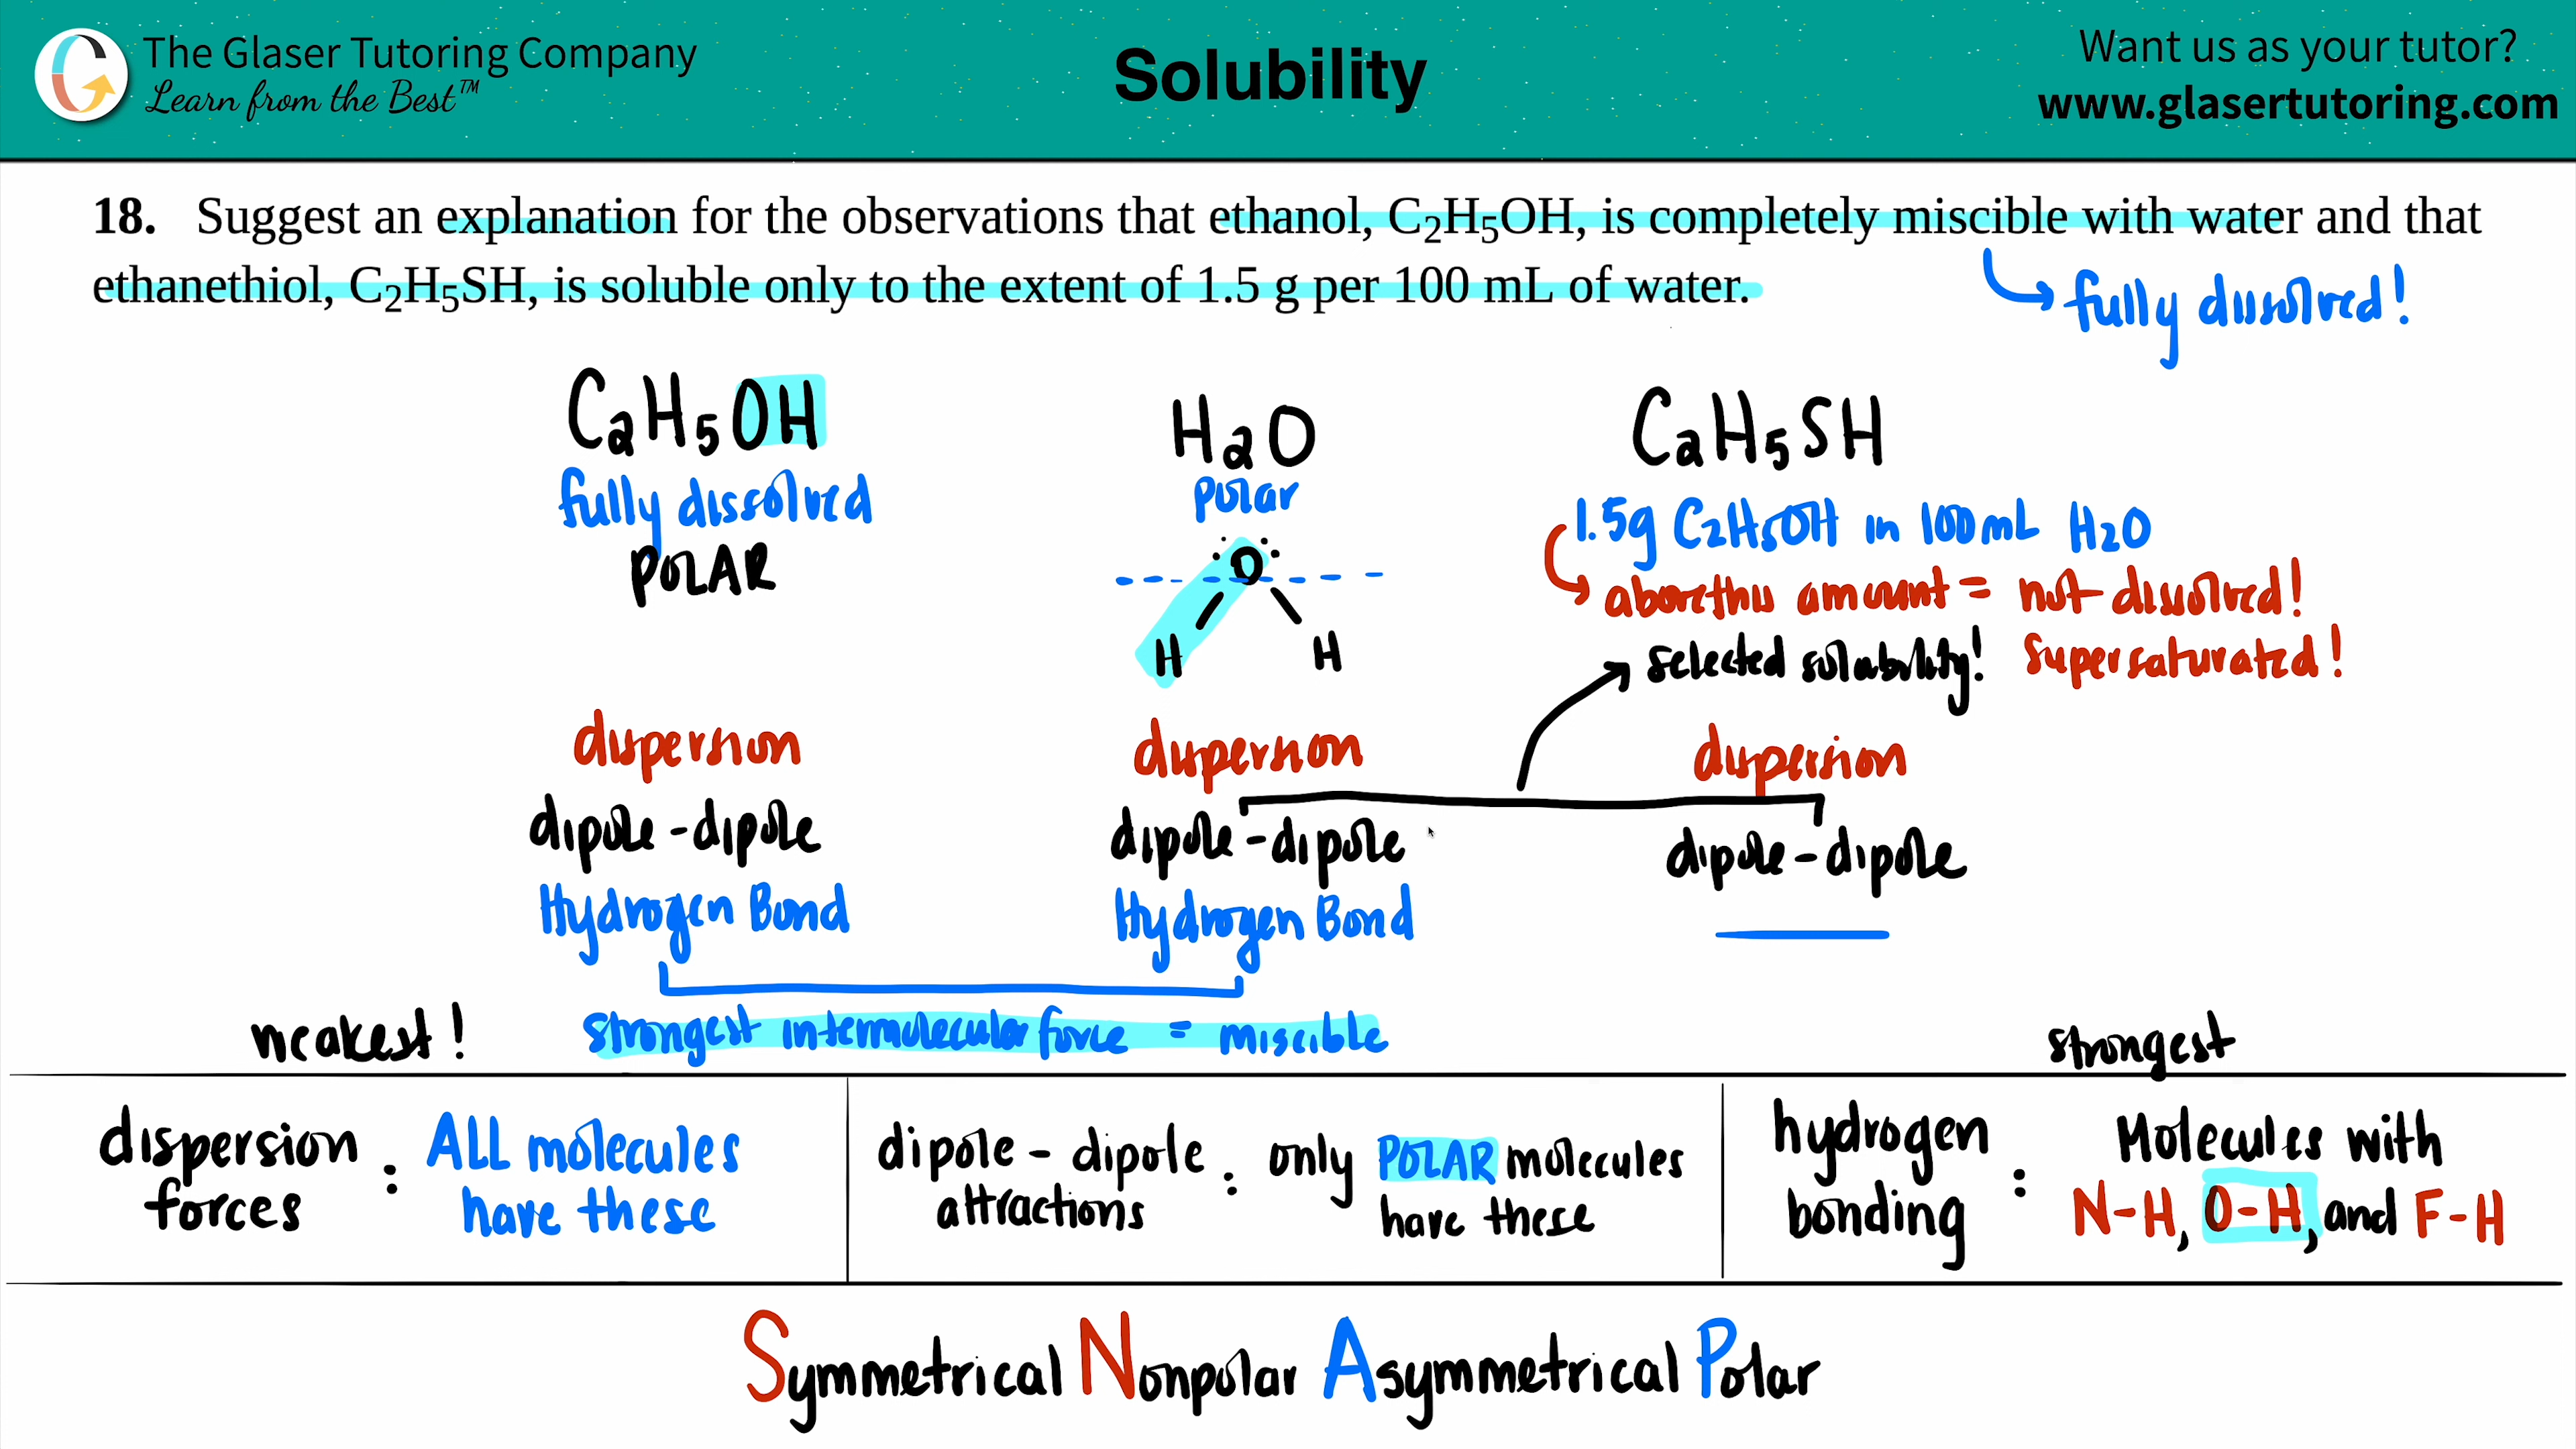 The Glaser Tutoring Company
Learn from the Best™
Solubility
Want us as your tutor?
www.glasertutoring.com
18. Suggest an explanation for the observations that ethanol, C₂H₅OH, is completely miscible with water and that
ethanethiol, C₂H₅SH, is soluble only to the extent of 1.5 g per 100 mL of water.
fully dissolved!
C₂H₅OH
fully dissolved
POLAR
H₂O
polar
O
H H
C₂H₅SH
1.5g C₂H₅OH in 100mL H₂O
above this amount = not dissolved!
selected solubility! supersaturated!
dispersion dispersion dispersion
dipole-dipole dipole-dipole dipole-dipole
Hydrogen Bond Hydrogen Bond
weakest! strongest intermolecular force = miscible strongest
dispersion forces : ALL molecules have these
dipole - dipole attractions : only POLAR molecules have these
hydrogen bonding : Molecules with N-H, O-H, and F-H
Symmetrical Nonpolar Asymmetrical Polar